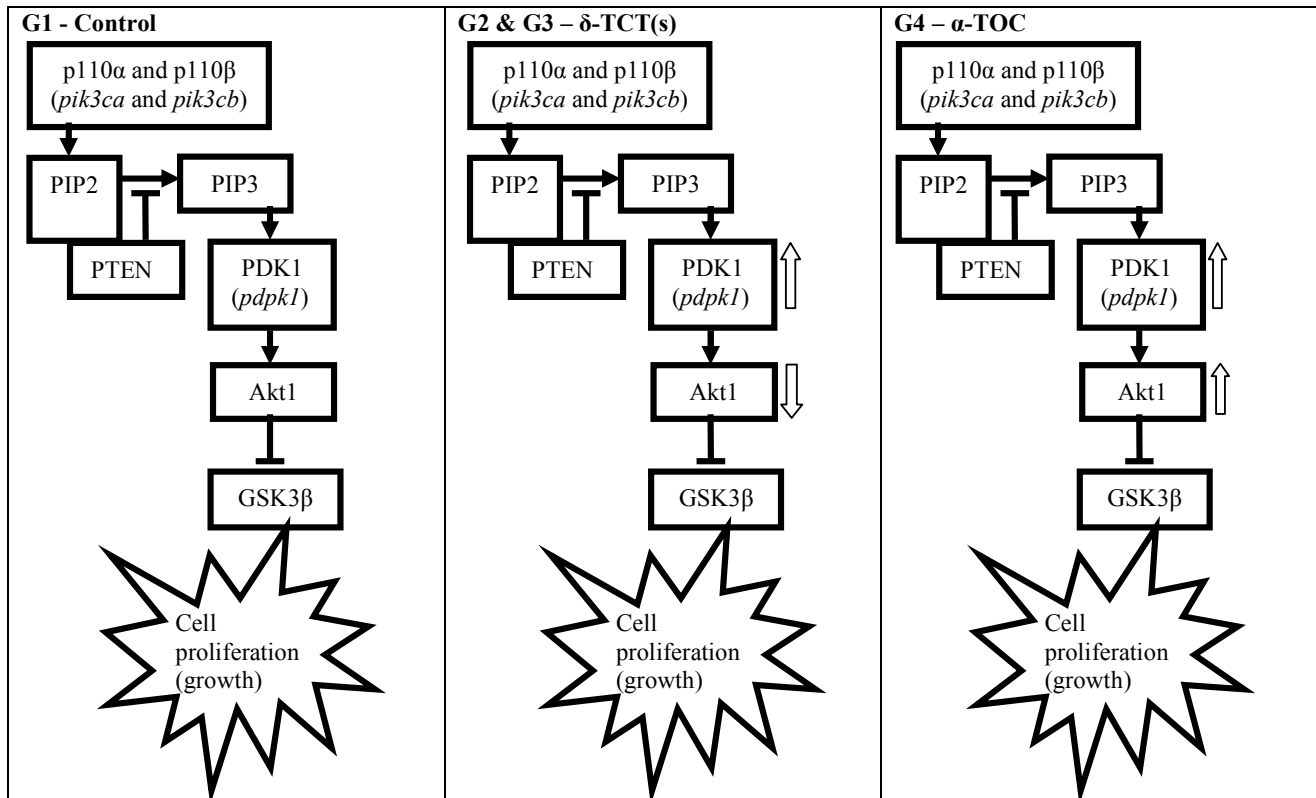 G1 - Control
p110α and p110β
(pik3ca and pik3cb)
PIP2
PIP3
PTEN
PDK1
(pdpk1)
Akt1
GSK3β
Cell
proliferation
(growth)
G2 & G3 – δ-TCT(s)
p110α and p110β
(pik3ca and pik3cb)
PIP2
PIP3
PTEN
PDK1
(pdpk1)
Akt1
GSK3β
Cell
proliferation
(growth)
G4 – α-TOC
p110α and p110β
(pik3ca and pik3cb)
PIP2
PIP3
PTEN
PDK1
(pdpk1)
Akt1
GSK3β
Cell
proliferation
(growth)